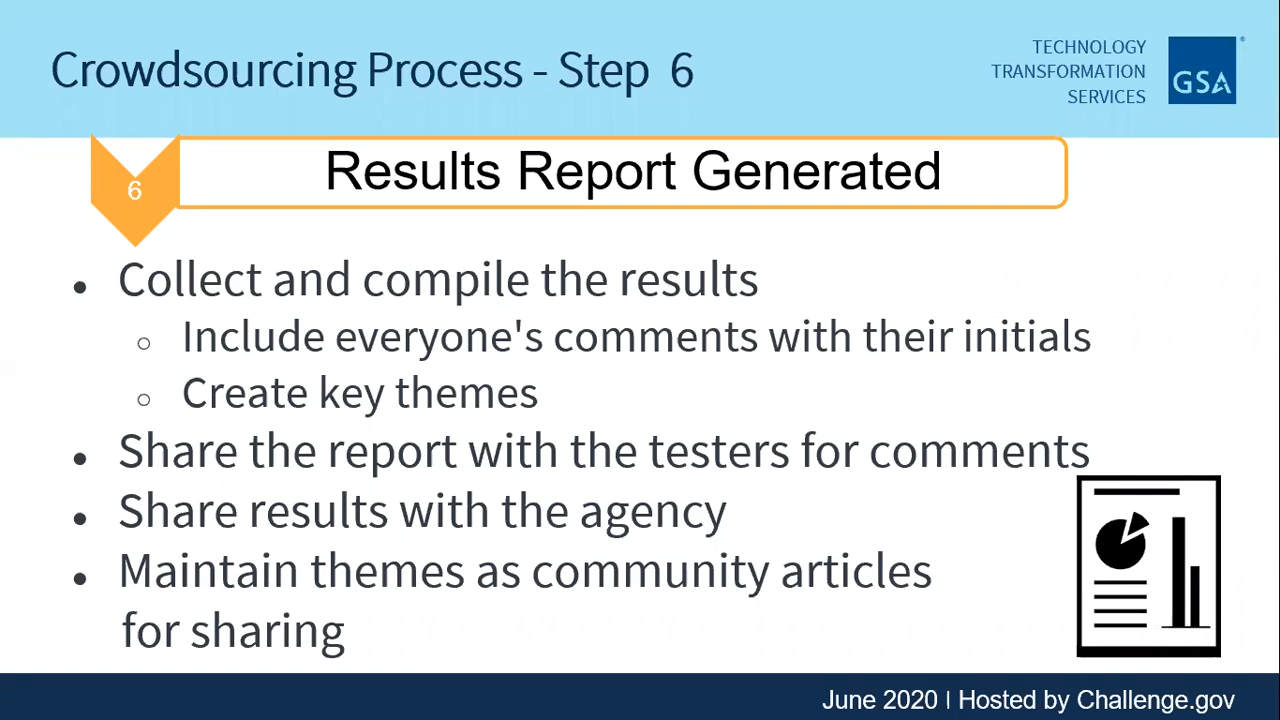 Crowdsourcing Process - Step 6
TECHNOLOGY
TRANSFORMATION
SERVICES
GSA
6
Results Report Generated
• Collect and compile the results
○ Include everyone's comments with their initials
○ Create key themes
• Share the report with the testers for comments
• Share results with the agency
• Maintain themes as community articles
for sharing
June 2020 | Hosted by Challenge.gov